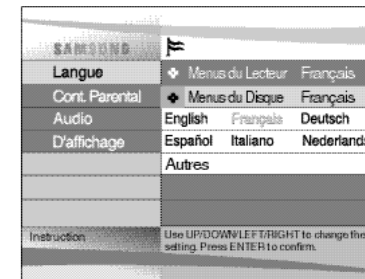 SAMSUNG
Langue
Menus du Lecteur Français
Cont. Parental
Menus du Disque Français
Audio
English Français Deutsch
D'affichage
Español Italiano Nederlands
Autres
Instruction
Use UP/DOWN/LEFT/RIGHT to change the
setting. Press ENTER to confirm.